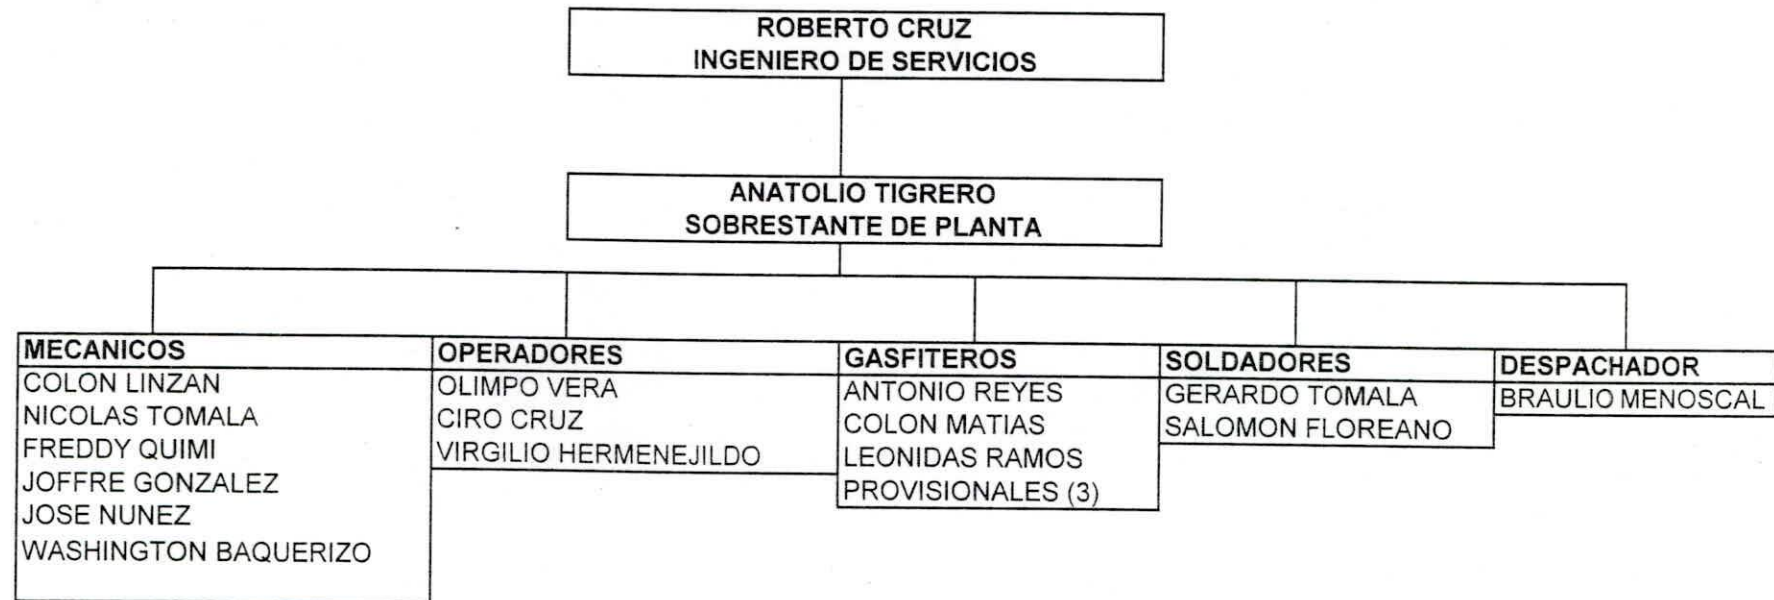 ROBERTO CRUZ
INGENIERO DE SERVICIOS
ANATOLIO TIGRERO
SOBRESTANTE DE PLANTA
MECANICOS
COLON LINZAN
NICOLAS TOMALA
FREDDY QUIMI
JOFFRE GONZALEZ
JOSE NUNEZ
WASHINGTON BAQUERIZO
OPERADORES
OLIMPO VERA
CIRO CRUZ
VIRGILIO HERMENEJILDO
GASFITEROS
ANTONIO REYES
COLON MATIAS
LEONIDAS RAMOS
PROVISIONALES (3)
SOLDADORES
GERARDO TOMALA
SALOMON FLOREANO
DESPACHADOR
BRAULIO MENOSCAL